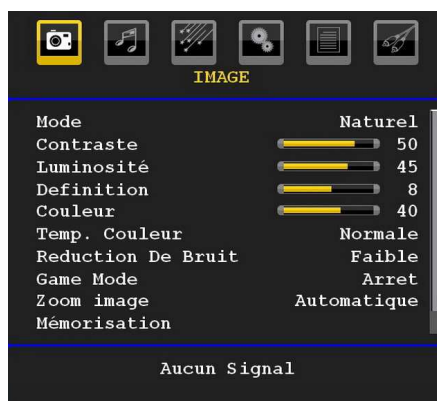 IMAGE
Mode Naturel
Contraste 50
Luminosité 45
Definition 8
Couleur 40
Temp. Couleur Normale
Reduction De Bruit Faible
Game Mode Arret
Zoom image Automatique
Mémorisation
Aucun Signal